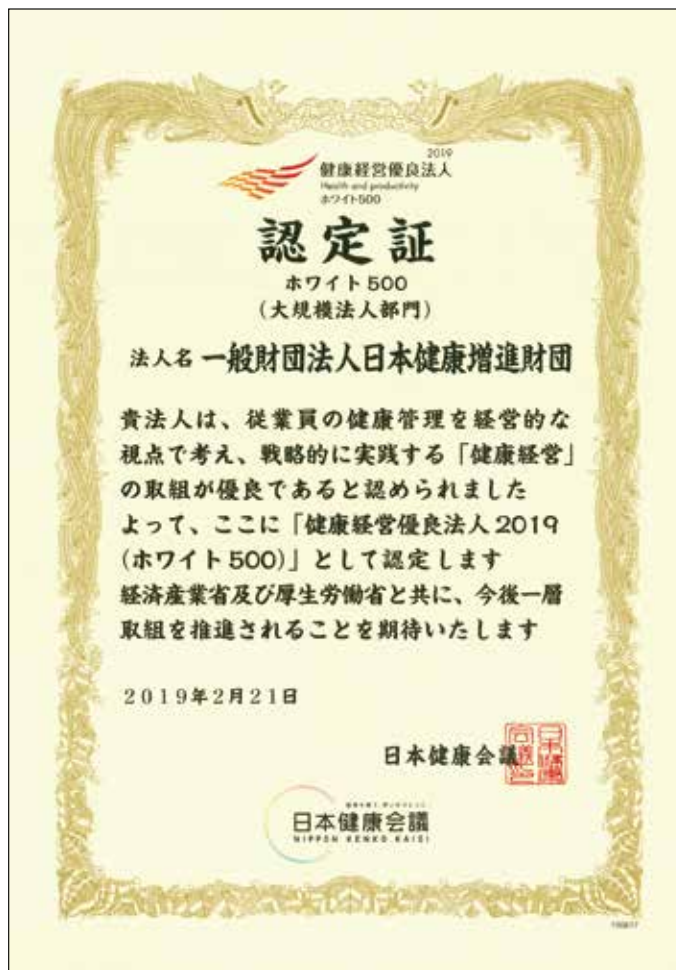 2019
健康経営優良法人
Health and productivity
ホワイト500
認定証
ホワイト500
(大規模法人部門)
法人名 一般財団法人日本健康増進財団
貴法人は、従業員の健康管理を経営的な
視点で考え、戦略的に実践する「健康経営」
の取組が優良であると認められました
よって、ここに「健康経営優良法人2019
(ホワイト500)」として認定します
経済産業省及び厚生労働省と共に、今後一層
取組を推進されることを期待いたします
2019年2月21日
日本健康会議
日本健康会議
NIPPON KENKO KAIGI